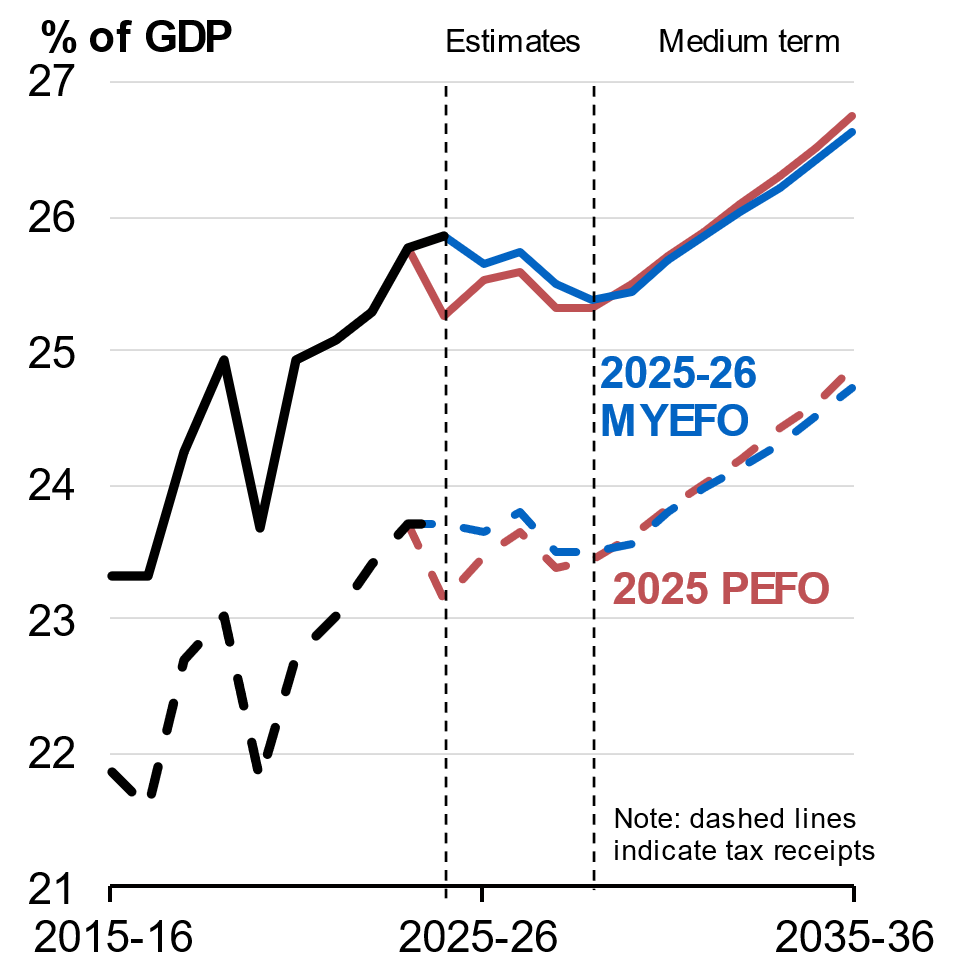 % of GDP
Estimates
Medium term
27
26
25
24
23
22
21
2025-26
MYEFO
2025 PEFO
Note: dashed lines
indicate tax receipts
2015-16
2025-26
2035-36